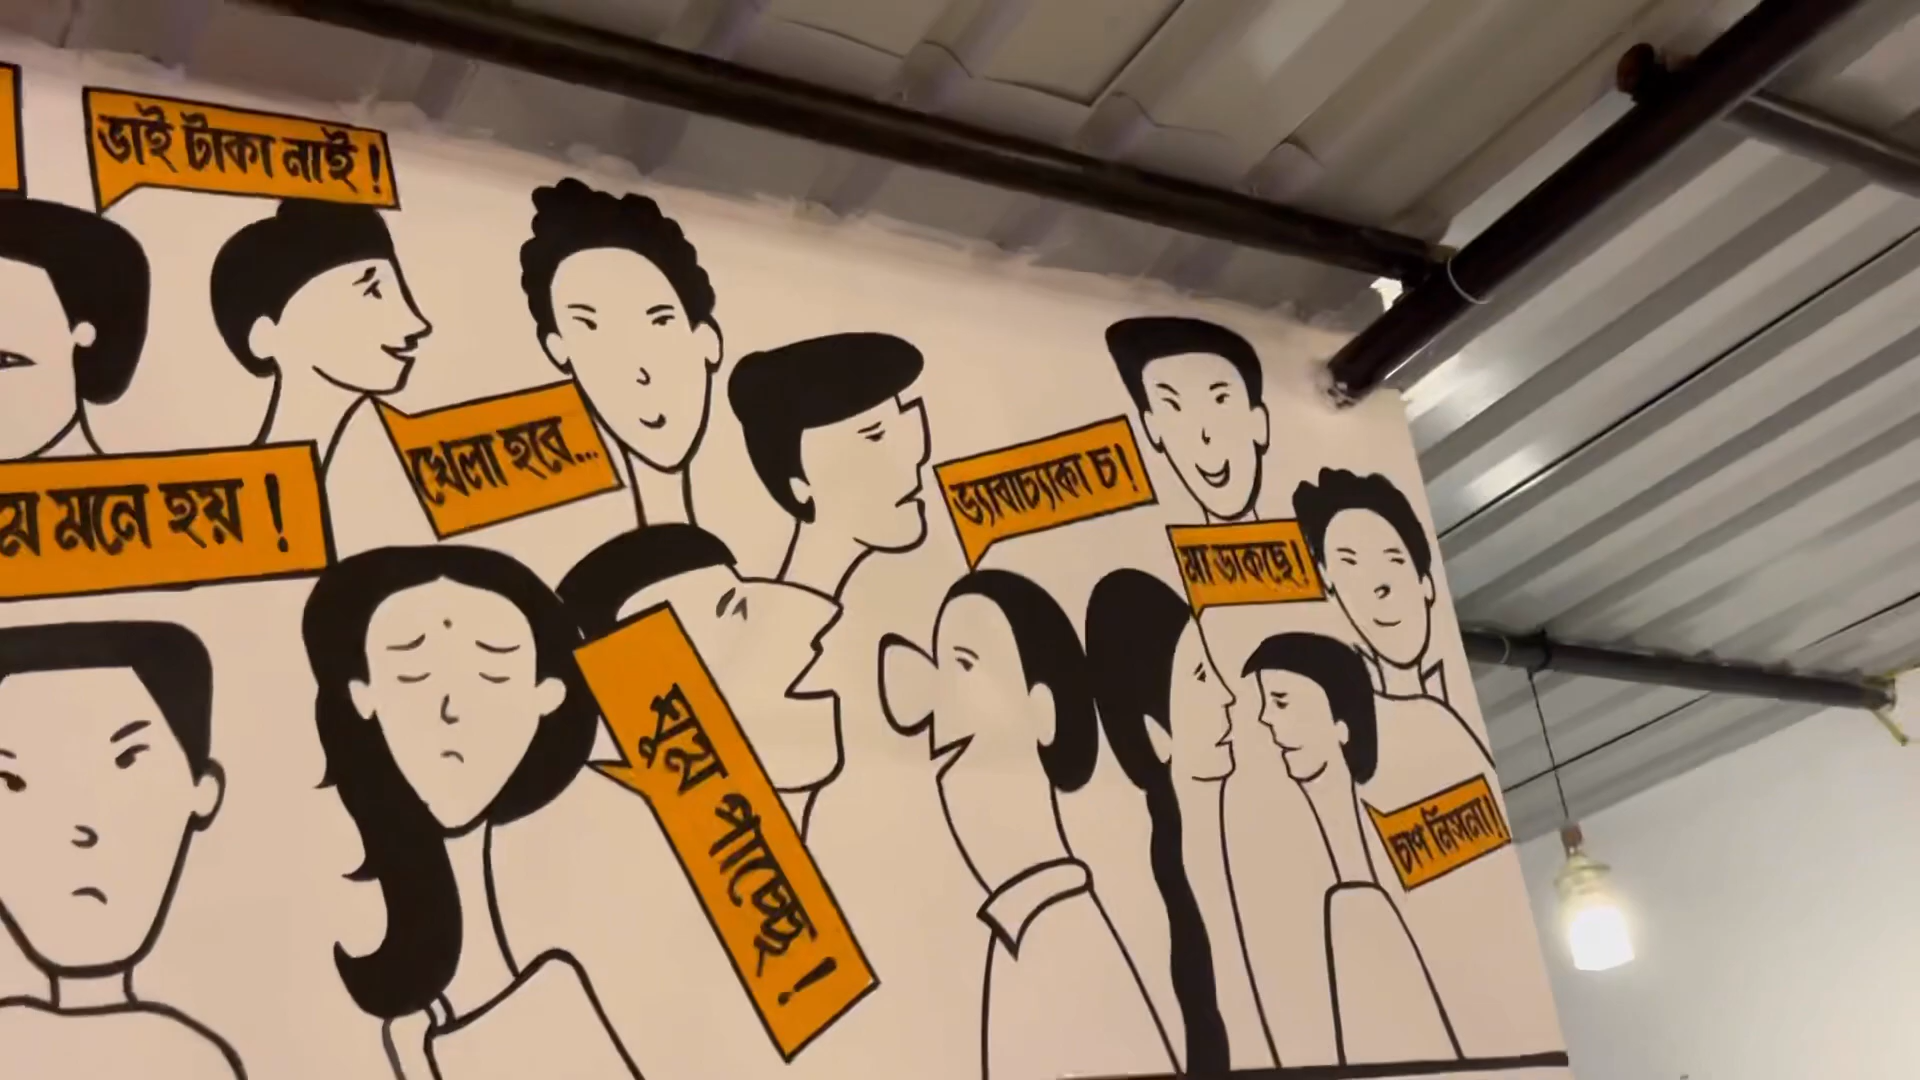 ভাই টাকা নাই!
খেলা হবে...
মনে হয়!
ভ্যাবাচ্যাকা চ!
মা ডাকছে!
ঘুম পাচ্ছে!
চাপ নিসনা!